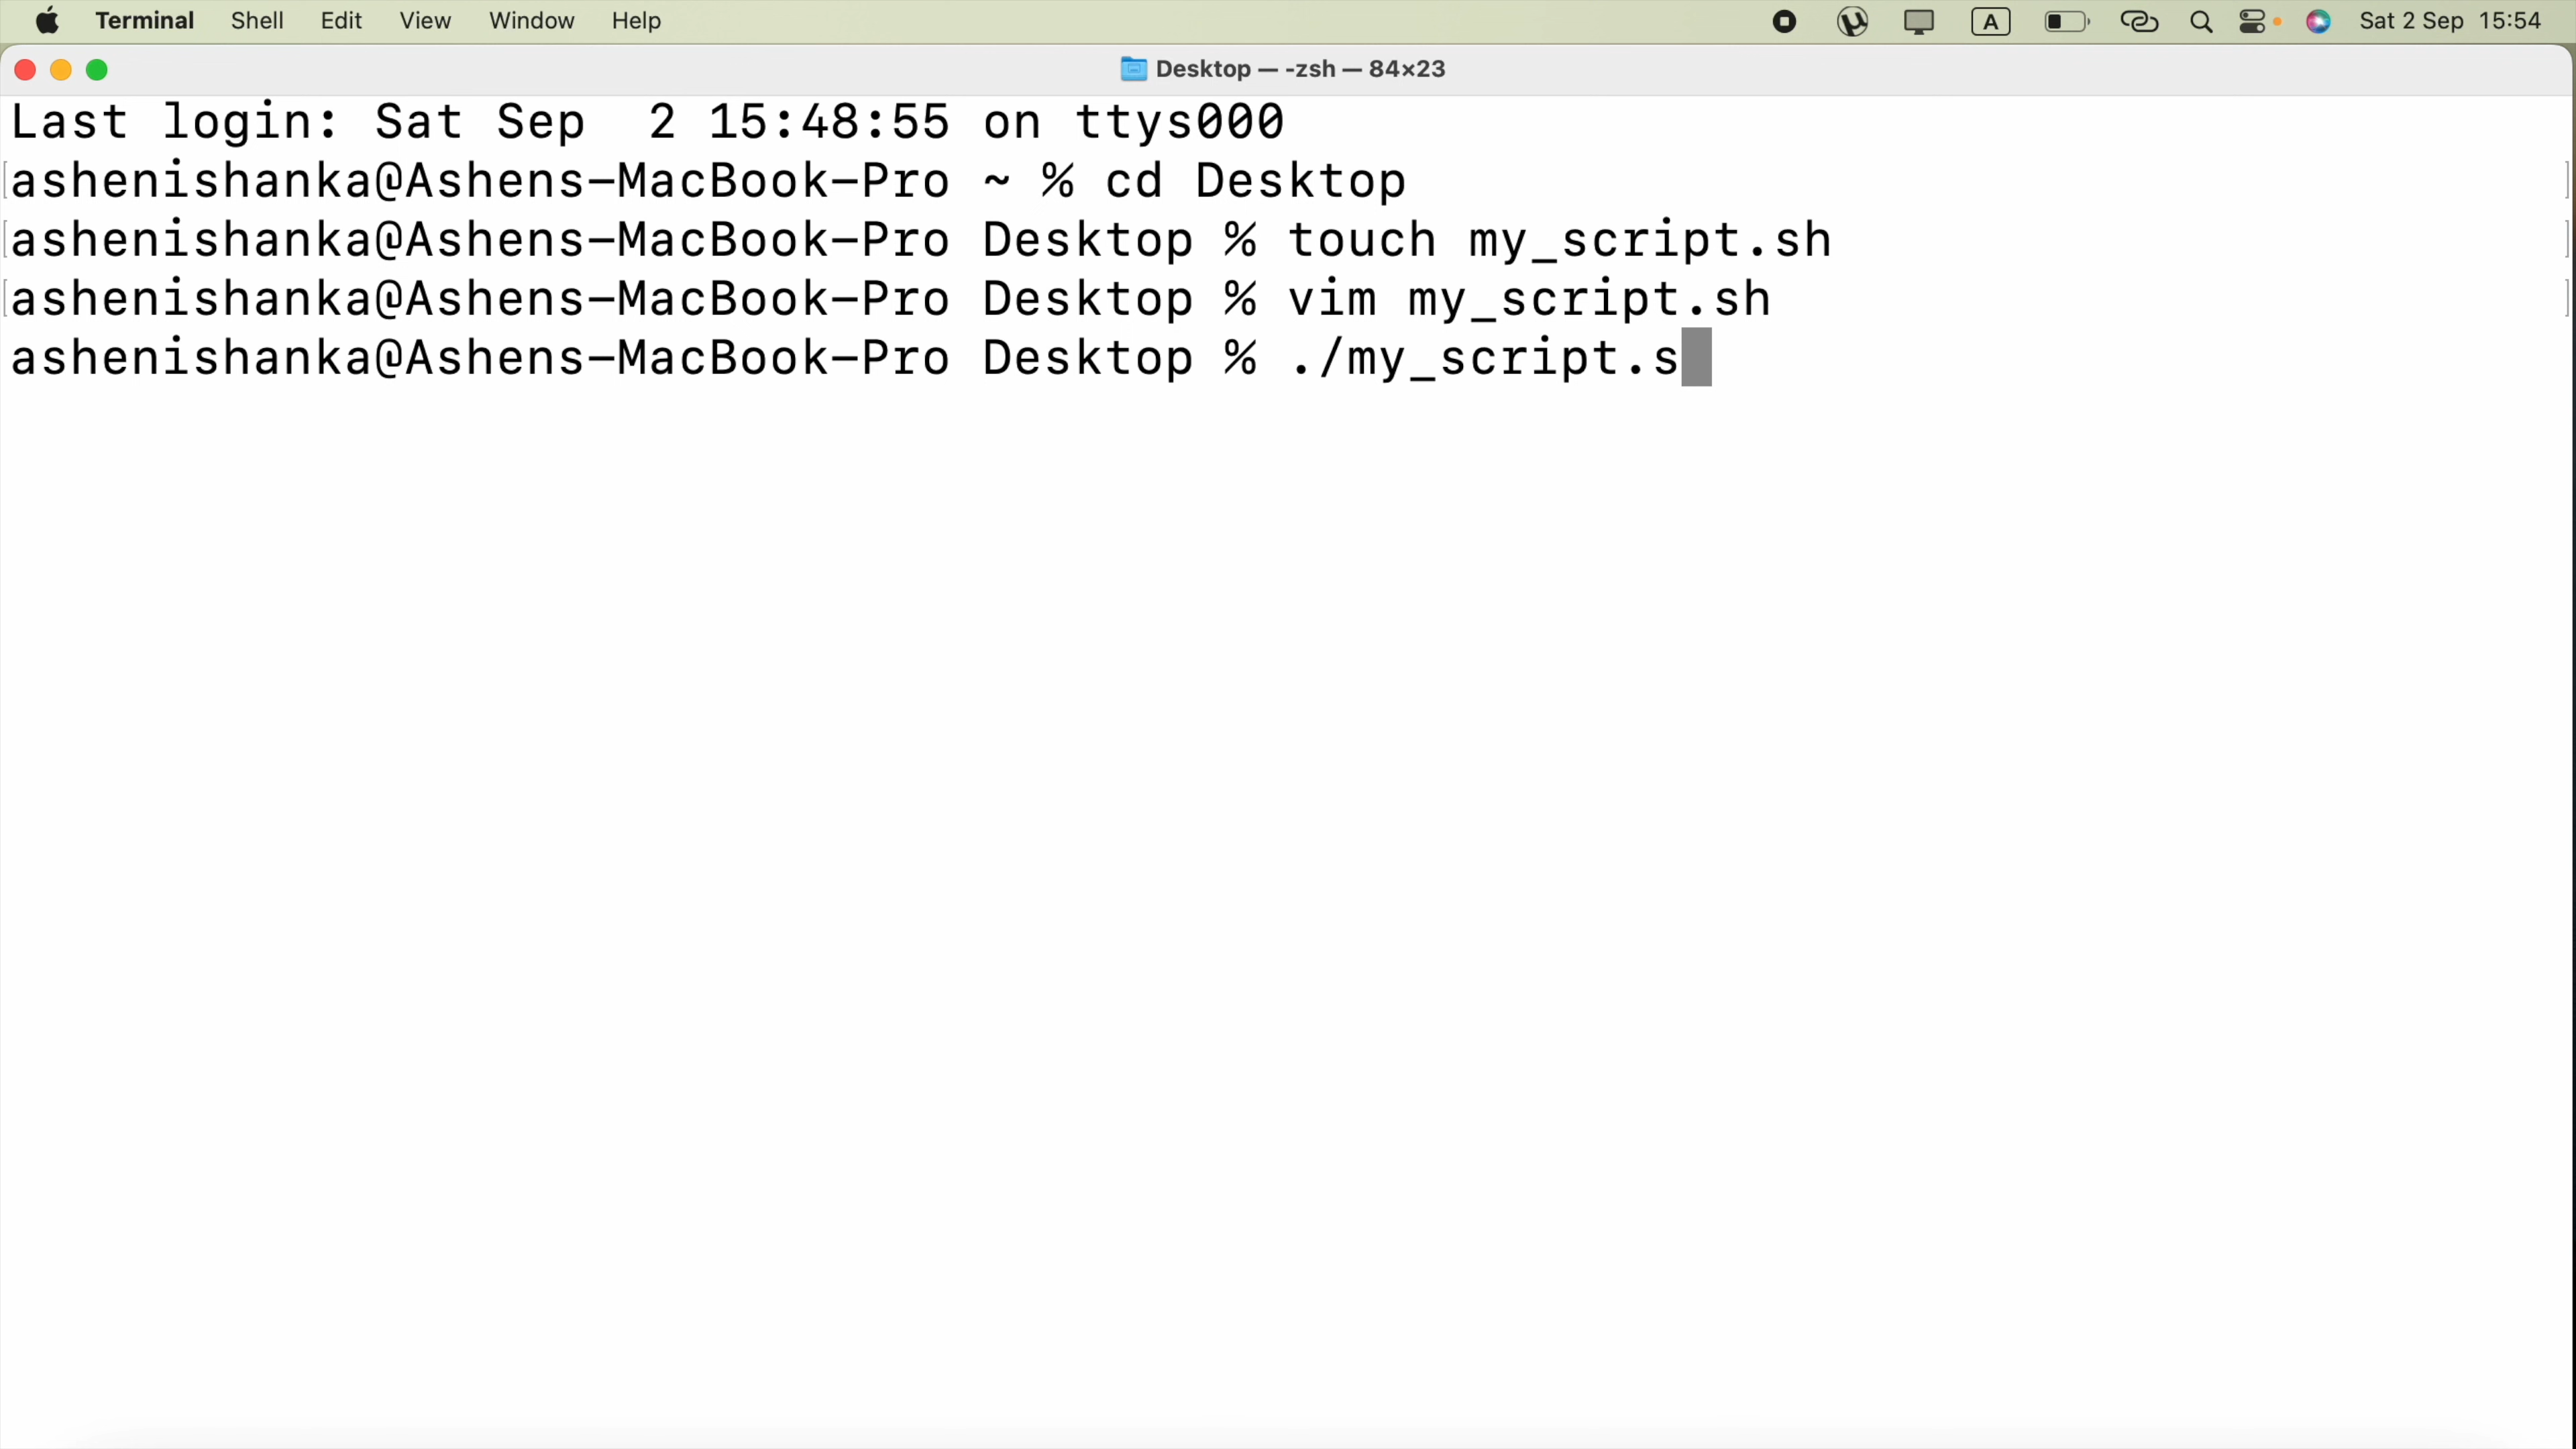 Terminal Shell Edit View Window Help A Sat 2 Sep 15:54
Desktop — -zsh — 84×23
Last login: Sat Sep  2 15:48:55 on ttys000
ashenishanka@Ashens-MacBook-Pro ~ % cd Desktop
ashenishanka@Ashens-MacBook-Pro Desktop % touch my_script.sh
ashenishanka@Ashens-MacBook-Pro Desktop % vim my_script.sh
ashenishanka@Ashens-MacBook-Pro Desktop % ./my_script.s